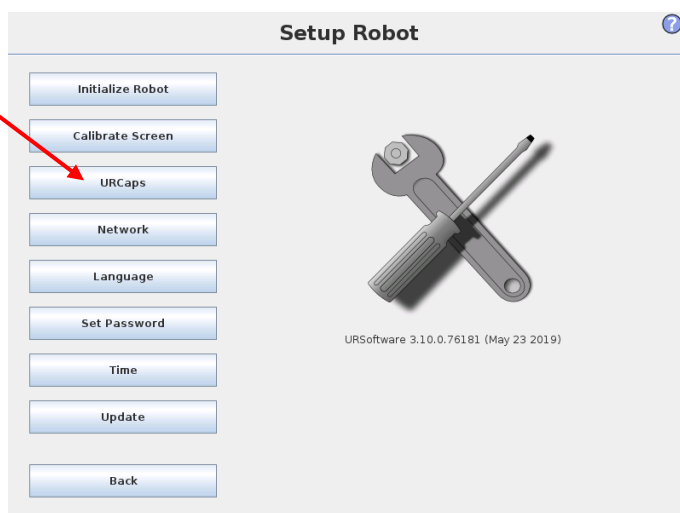 Setup Robot
?
Initialize Robot
Calibrate Screen
URCaps
Network
Language
Set Password
Time
Update
Back
URSoftware 3.10.0.76181 (May 23 2019)